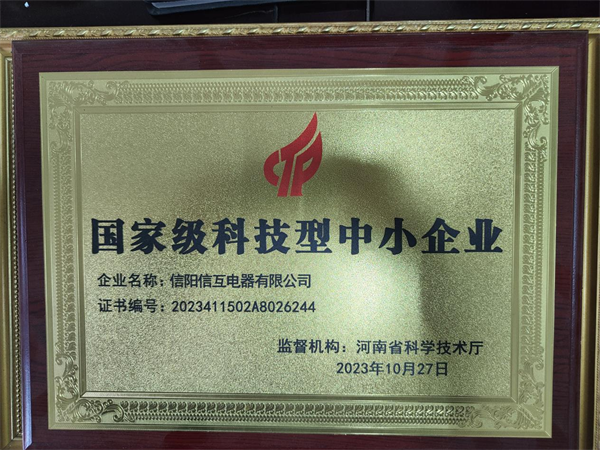 CTP
国家级科技型中小企业
企业名称：信阳信互电器有限公司
证书编号：2023411502A8026244
监督机构：河南省科学技术厅
2023年10月27日